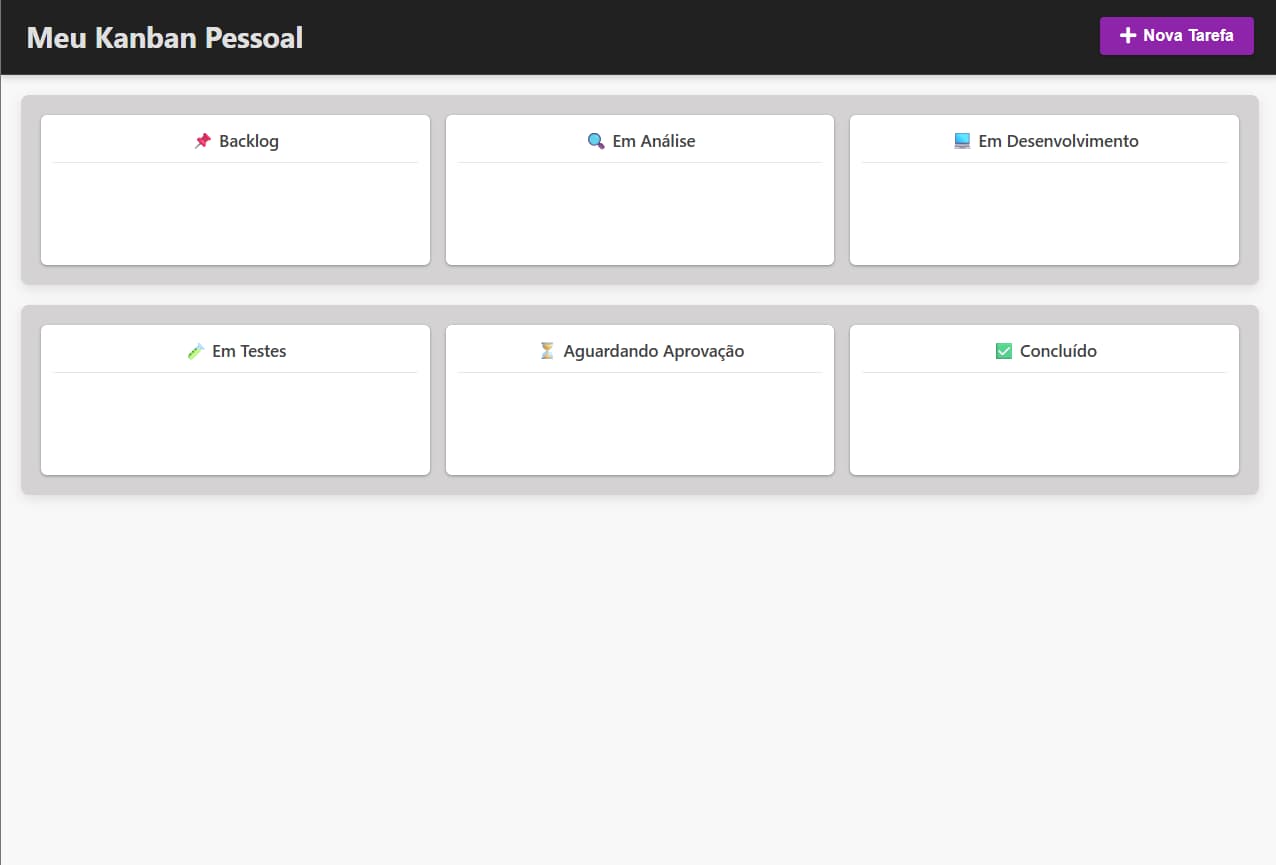 Meu Kanban Pessoal
Nova Tarefa
Backlog
Em Análise
Em Desenvolvimento
Em Testes
Aguardando Aprovação
Concluído